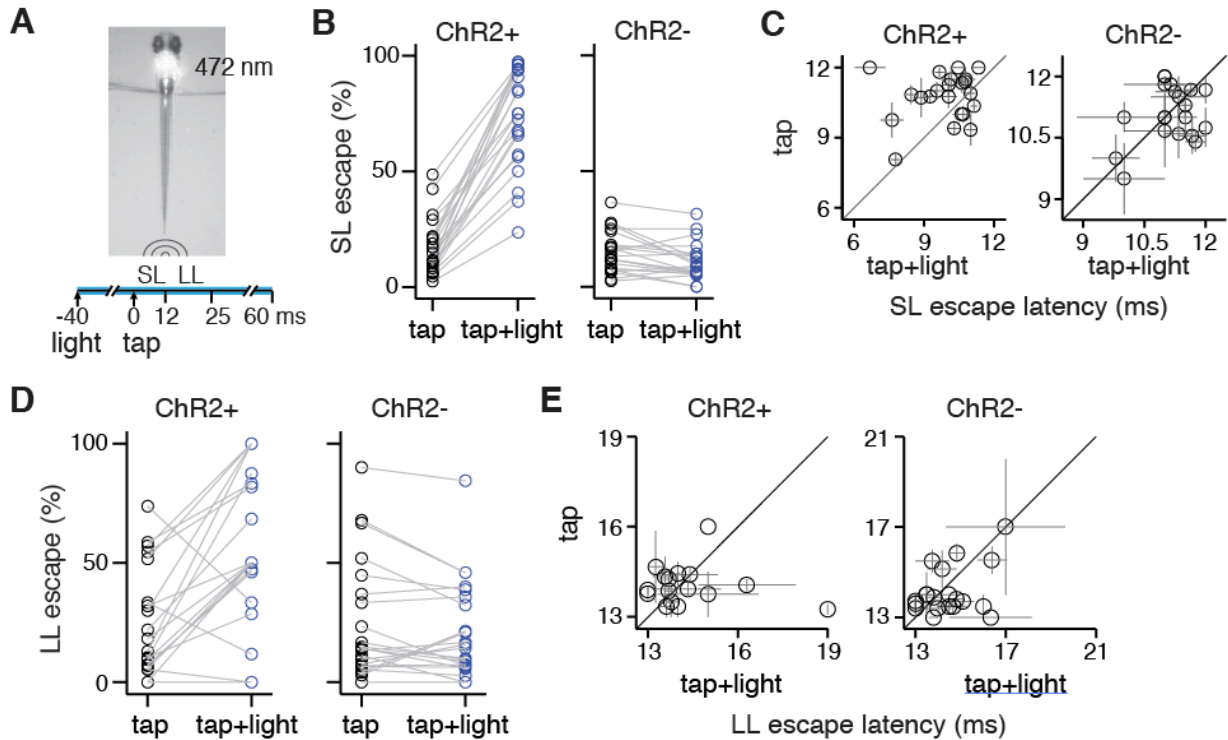 A
472 nm
SL LL
-40 0 12 25 60 ms
light tap
B
ChR2+ ChR2-
SL escape (%)
100
50
0
tap tap+light tap tap+light
C
ChR2+ ChR2-
tap
12
9
6
6 9 12
12
10.5
9
9 10.5 12
tap+light tap+light
SL escape latency (ms)
D
ChR2+ ChR2-
LL escape (%)
100
50
0
tap tap+light tap tap+light
E
ChR2+ ChR2-
tap
19
16
13
13 16 19
21
17
13
13 17 21
tap+light tap+light
LL escape latency (ms)